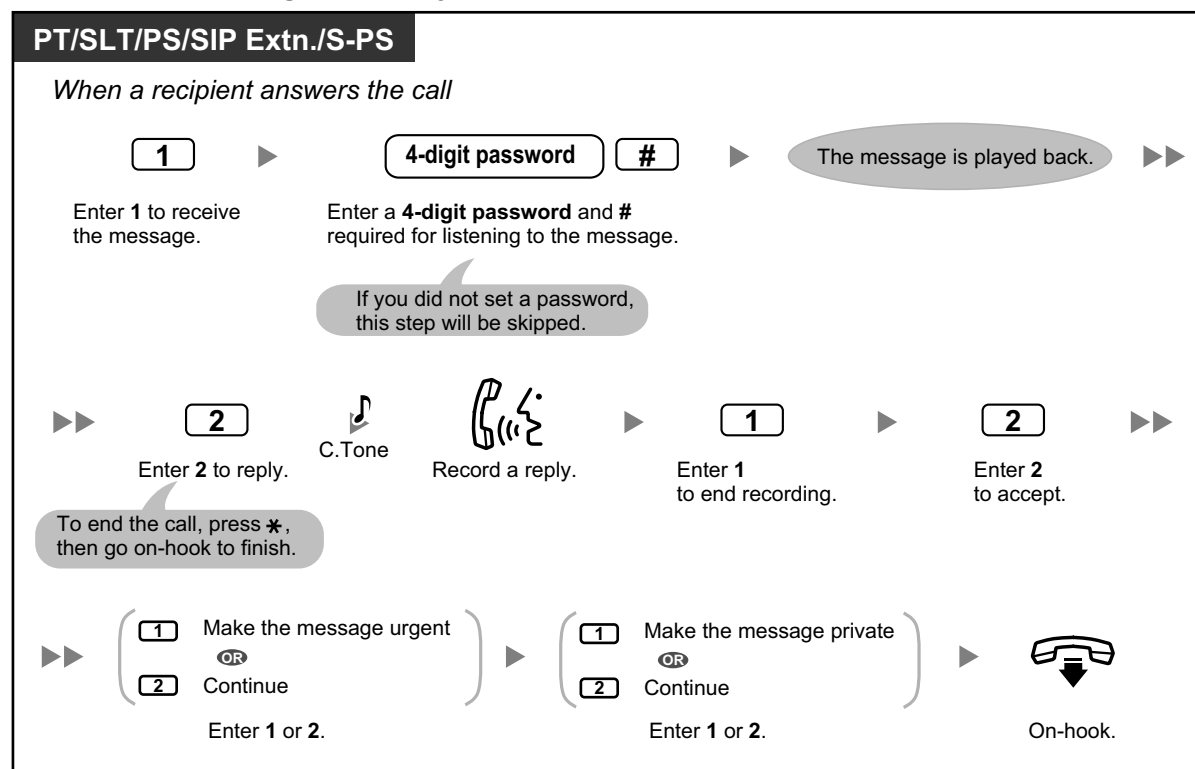 PT/SLT/PS/SIP Extn./S-PS
When a recipient answers the call
1
4-digit password #
The message is played back.
Enter 1 to receive
the message.
Enter a 4-digit password and #
required for listening to the message.
If you did not set a password,
this step will be skipped.
2
C.Tone
1
2
Enter 2 to reply.
Record a reply.
Enter 1
to end recording.
Enter 2
to accept.
To end the call, press *,
then go on-hook to finish.
1 Make the message urgent
OR
2 Continue
Enter 1 or 2.
1 Make the message private
OR
2 Continue
Enter 1 or 2.
On-hook.